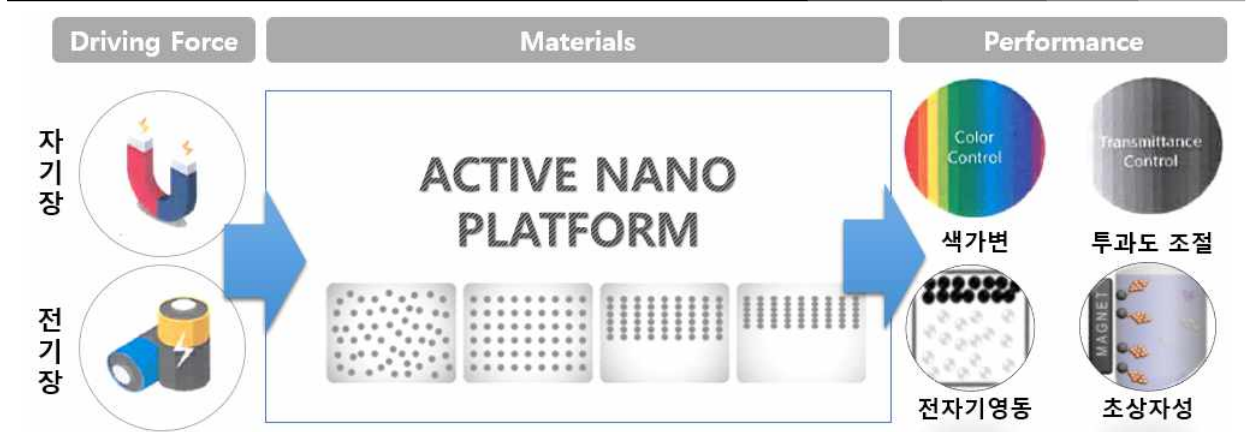 Driving Force
Materials
Performance
자기장
전기장
ACTIVE NANO
PLATFORM
Color
Control
Transmittance
Control
색가변
투과도 조절
MAGNET
전자기영동
초상자성